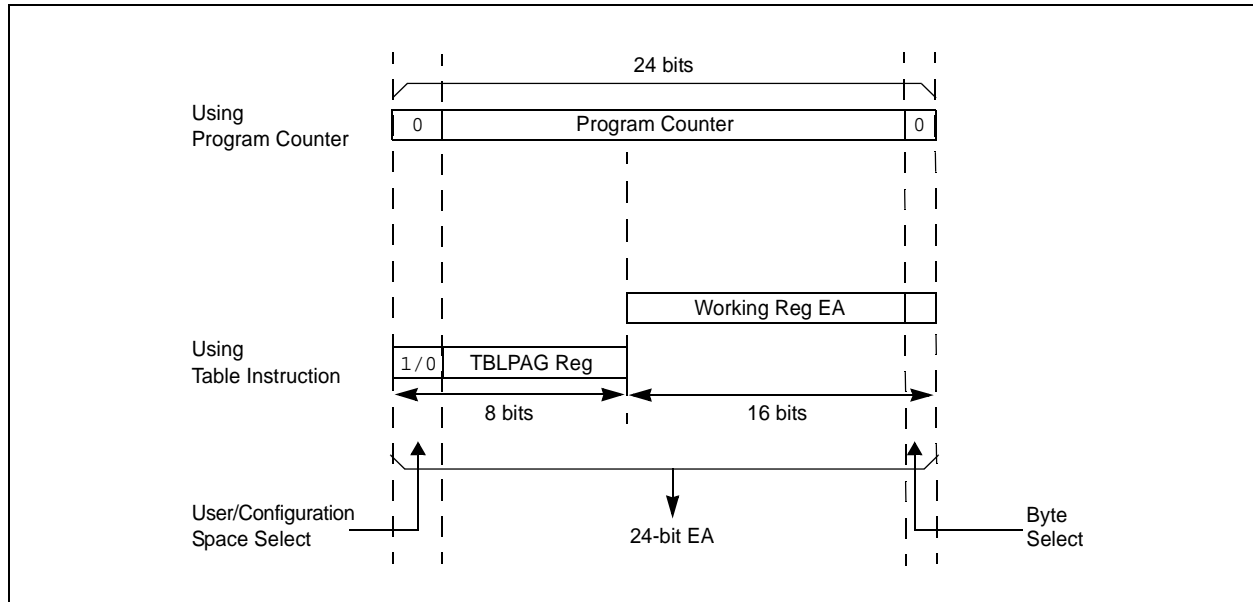 24 bits
Using
Program Counter
0
Program Counter
0
Working Reg EA
Using
Table Instruction
1/0
TBLPAG Reg
8 bits
16 bits
User/Configuration
Space Select
24-bit EA
Byte
Select